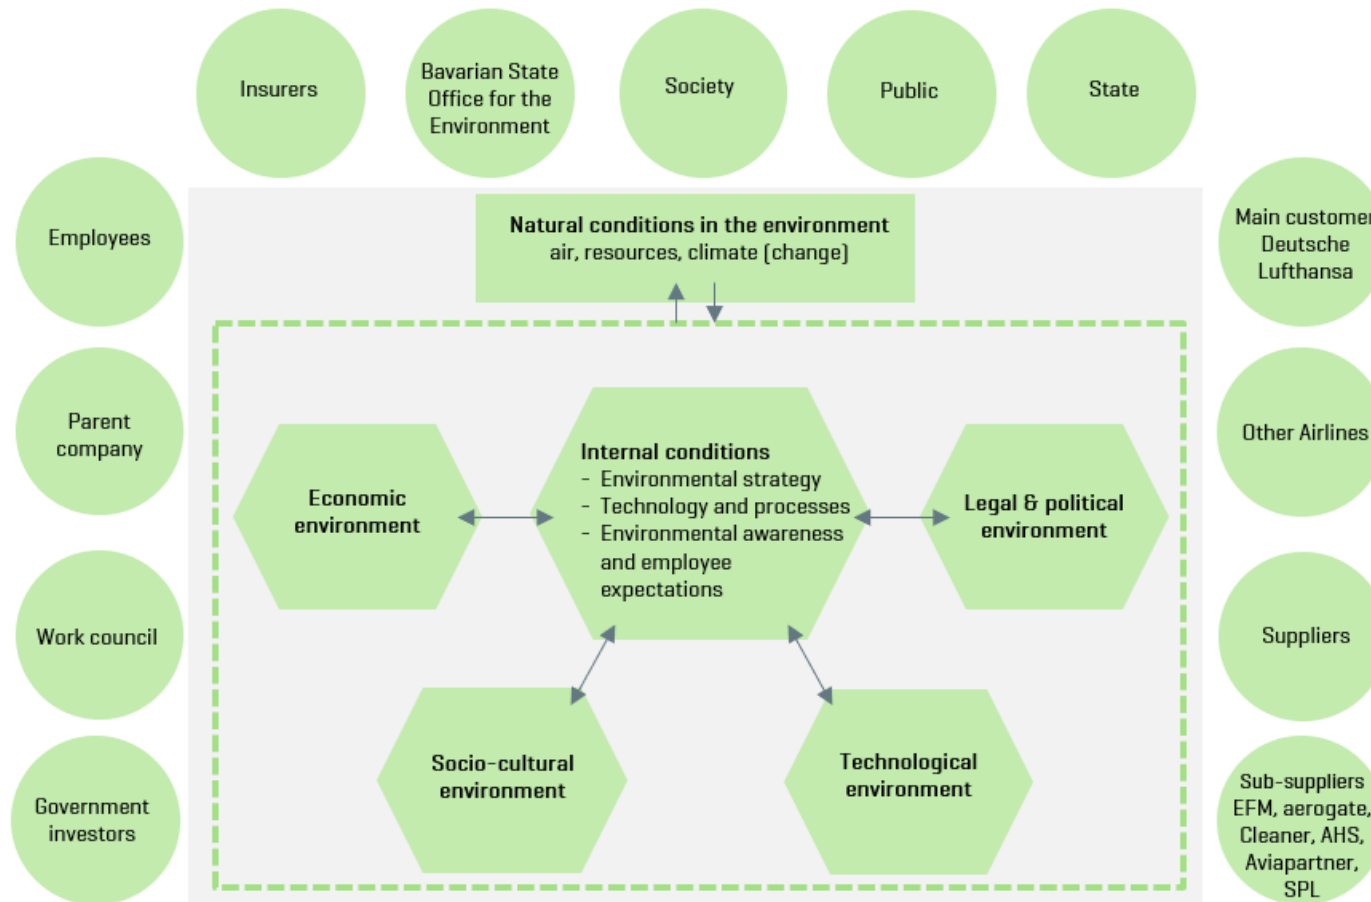 Insurers
Bavarian State
Office for the
Environment
Society
Public
State
Employees
Natural conditions in the environment
air, resources, climate (change)
Main customer
Deutsche
Lufthansa
Parent
company
Other Airlines
Economic
environment
Internal conditions
- Environmental strategy
- Technology and processes
- Environmental awareness
and employee
expectations
Legal & political
environment
Work council
Suppliers
Socio-cultural
environment
Technological
environment
Government
investors
Sub-suppliers
EFM, aerogate,
Cleaner, AHS,
Aviapartner,
SPL